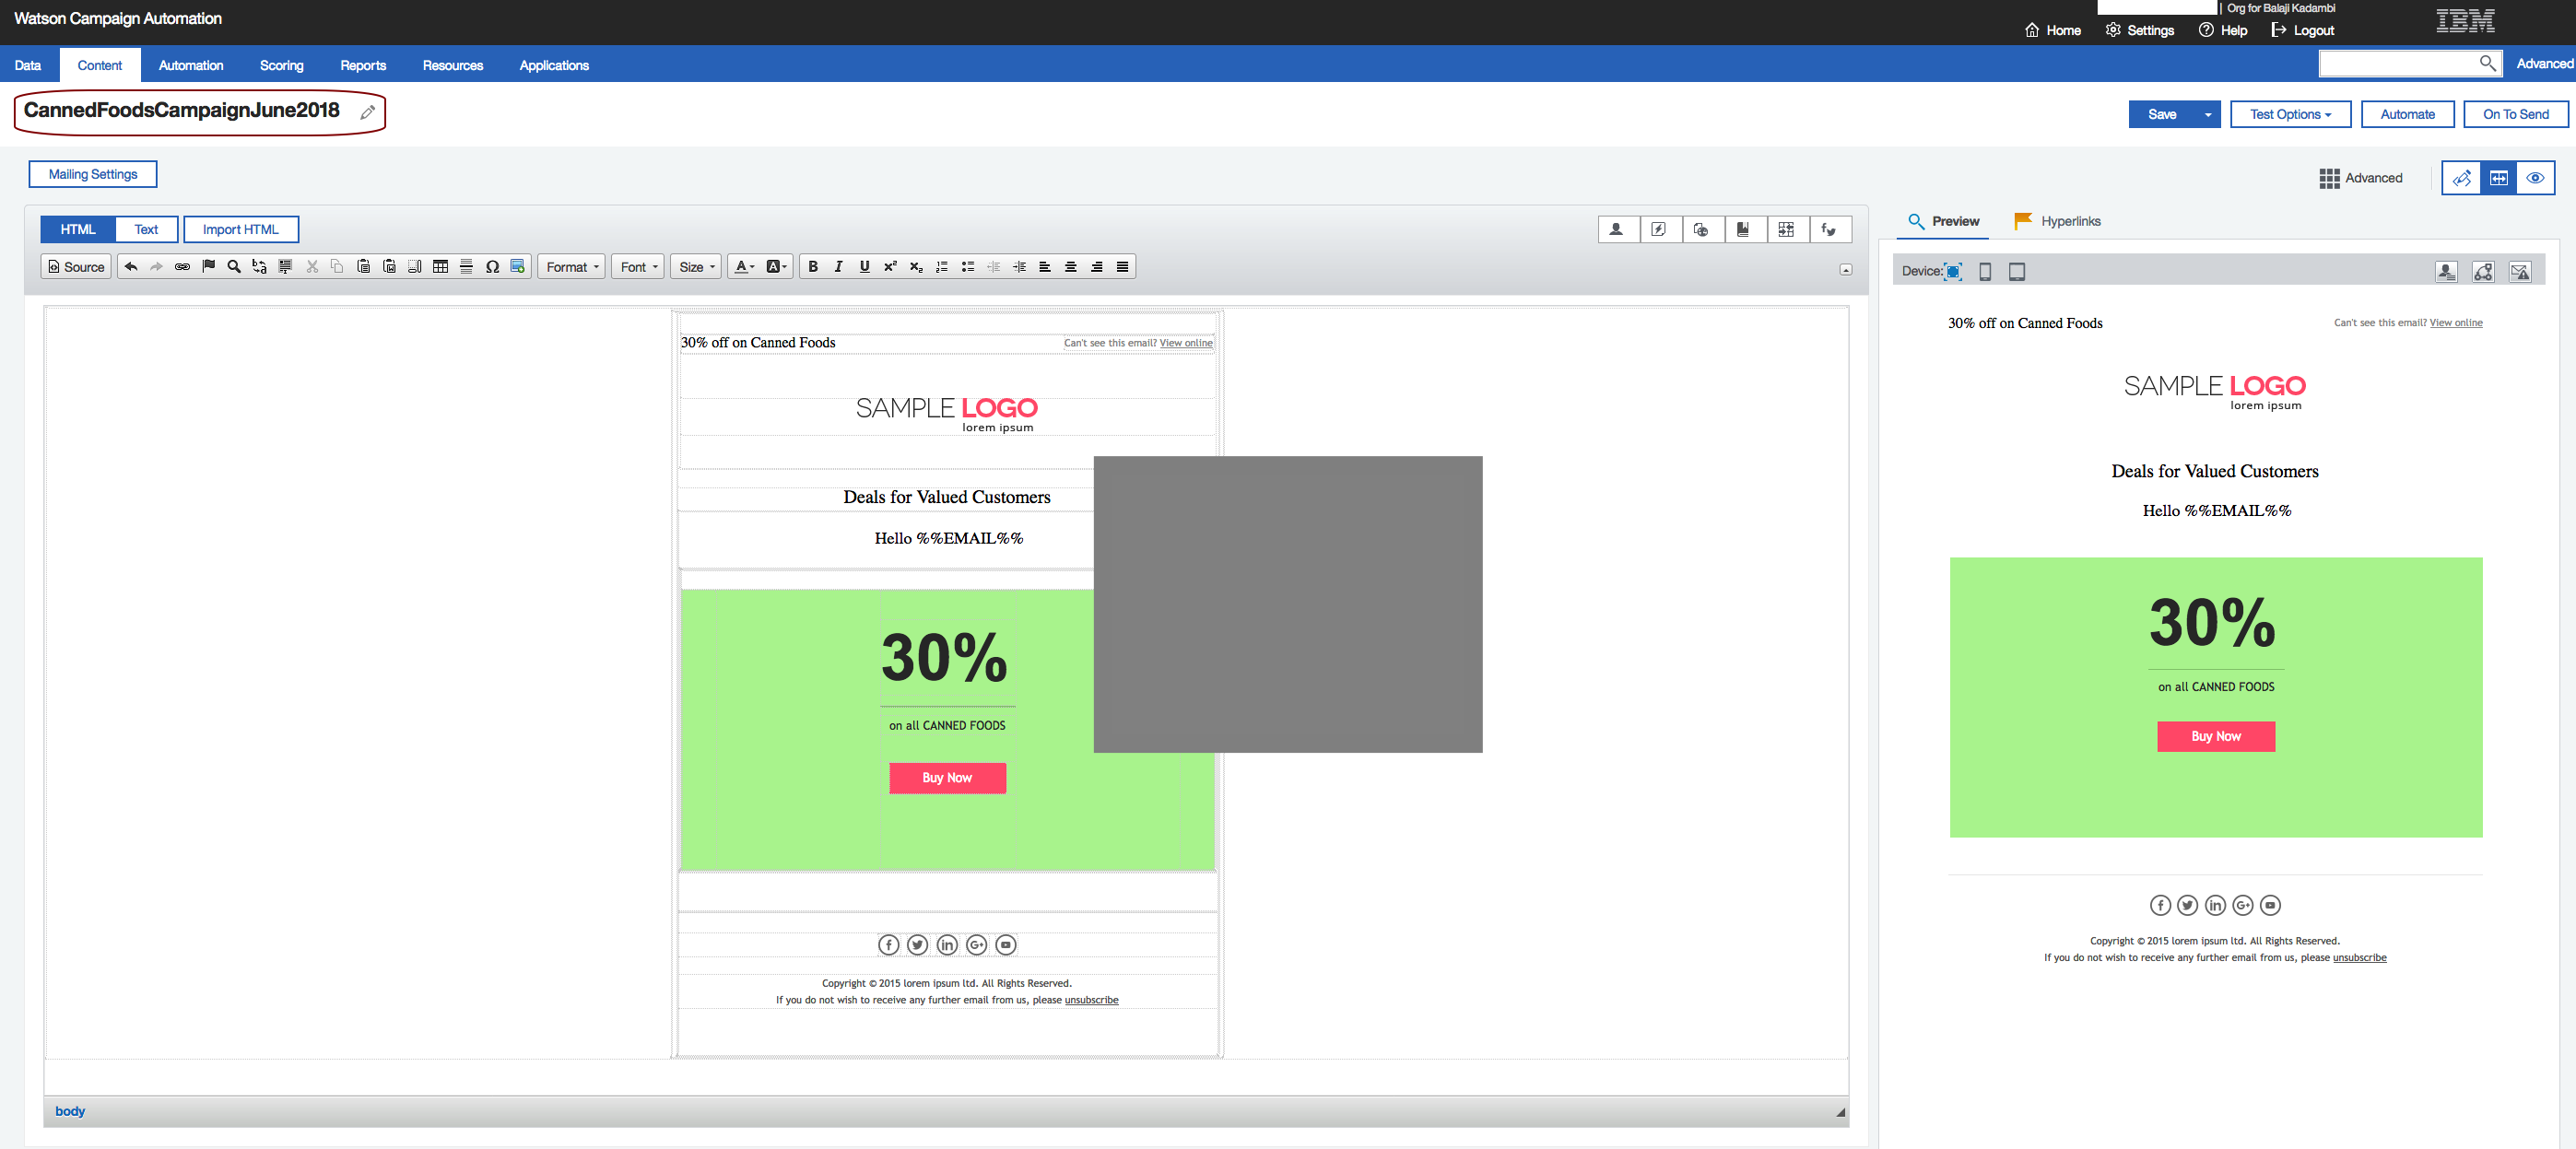 Watson Campaign Automation
| Org for Balaji Kadambi
Home Settings Help Logout
IBM
Data Content Automation Scoring Reports Resources Applications
Advanced
CannedFoodsCampaignJune2018
Save Test Options Automate On To Send
Mailing Settings
Advanced
HTML Text Import HTML
Preview Hyperlinks
Source Format Font Size
Device:
30% off on Canned Foods
Can't see this email? View online
SAMPLE LOGO
lorem ipsum
Deals for Valued Customers
Hello %%EMAIL%%
30%
on all CANNED FOODS
Buy Now
Copyright © 2015 lorem ipsum ltd. All Rights Reserved.
If you do not wish to receive any further email from us, please unsubscribe
body
30% off on Canned Foods
Can't see this email? View online
SAMPLE LOGO
lorem ipsum
Deals for Valued Customers
Hello %%EMAIL%%
30%
on all CANNED FOODS
Buy Now
Copyright © 2015 lorem ipsum ltd. All Rights Reserved.
If you do not wish to receive any further email from us, please unsubscribe